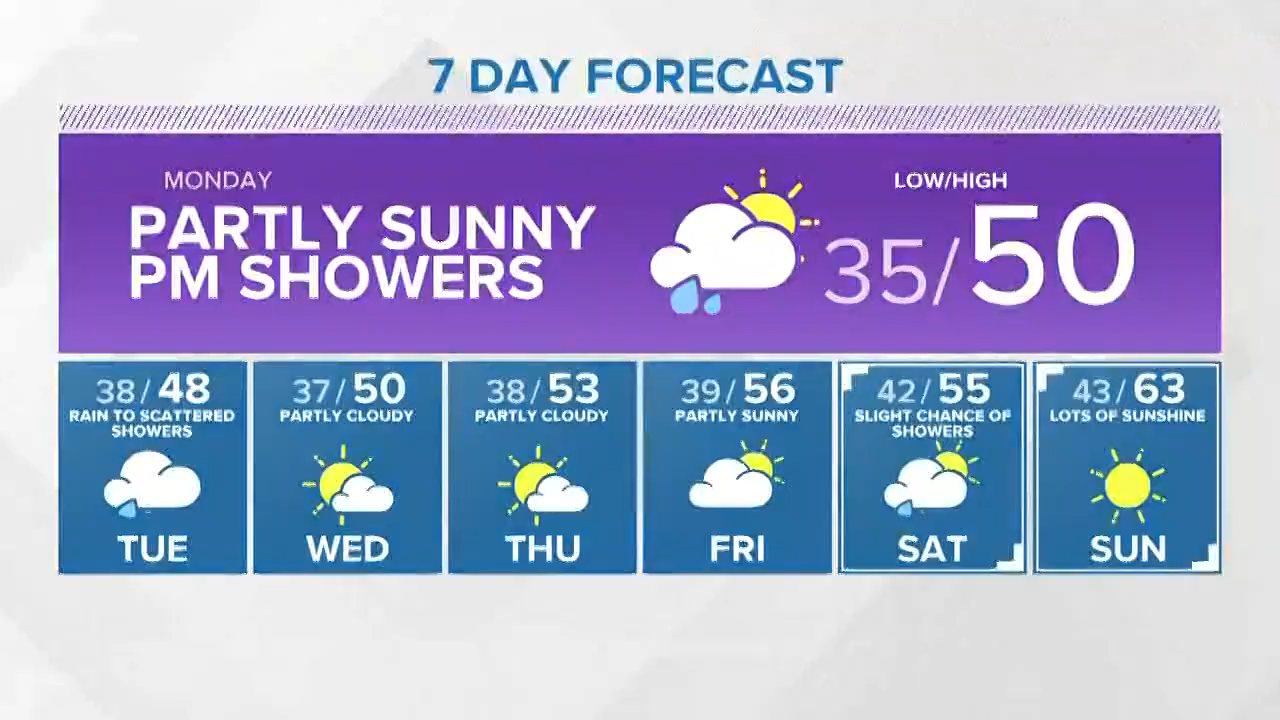 7 DAY FORECAST
MONDAY
PARTLY SUNNY
PM SHOWERS
LOW/HIGH
35/50
38/48
RAIN TO SCATTERED
SHOWERS
TUE
37/50
PARTLY CLOUDY
WED
38/53
PARTLY CLOUDY
THU
39/56
PARTLY SUNNY
FRI
42/55
SLIGHT CHANCE OF
SHOWERS
SAT
43/63
LOTS OF SUNSHINE
SUN